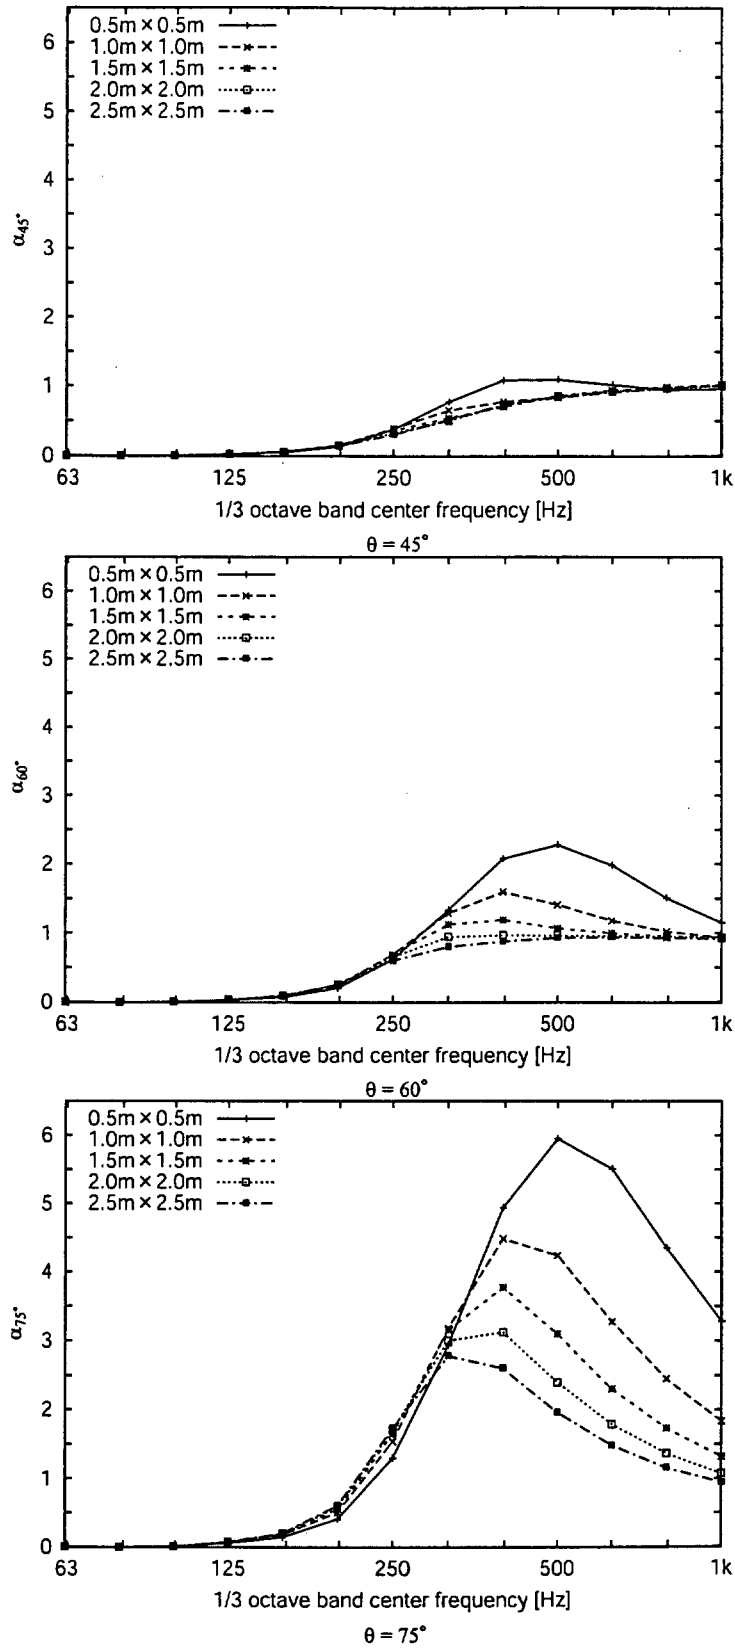 0.5m×0.5m
1.0m×1.0m
1.5m×1.5m
2.0m×2.0m
2.5m×2.5m
6
5
4
3
2
1
0
α45°
63 125 250 500 1k
1/3 octave band center frequency [Hz]
θ = 45°
0.5m×0.5m
1.0m×1.0m
1.5m×1.5m
2.0m×2.0m
2.5m×2.5m
6
5
4
3
2
1
0
α60°
63 125 250 500 1k
1/3 octave band center frequency [Hz]
θ = 60°
0.5m×0.5m
1.0m×1.0m
1.5m×1.5m
2.0m×2.0m
2.5m×2.5m
6
5
4
3
2
1
0
α75°
63 125 250 500 1k
1/3 octave band center frequency [Hz]
θ = 75°